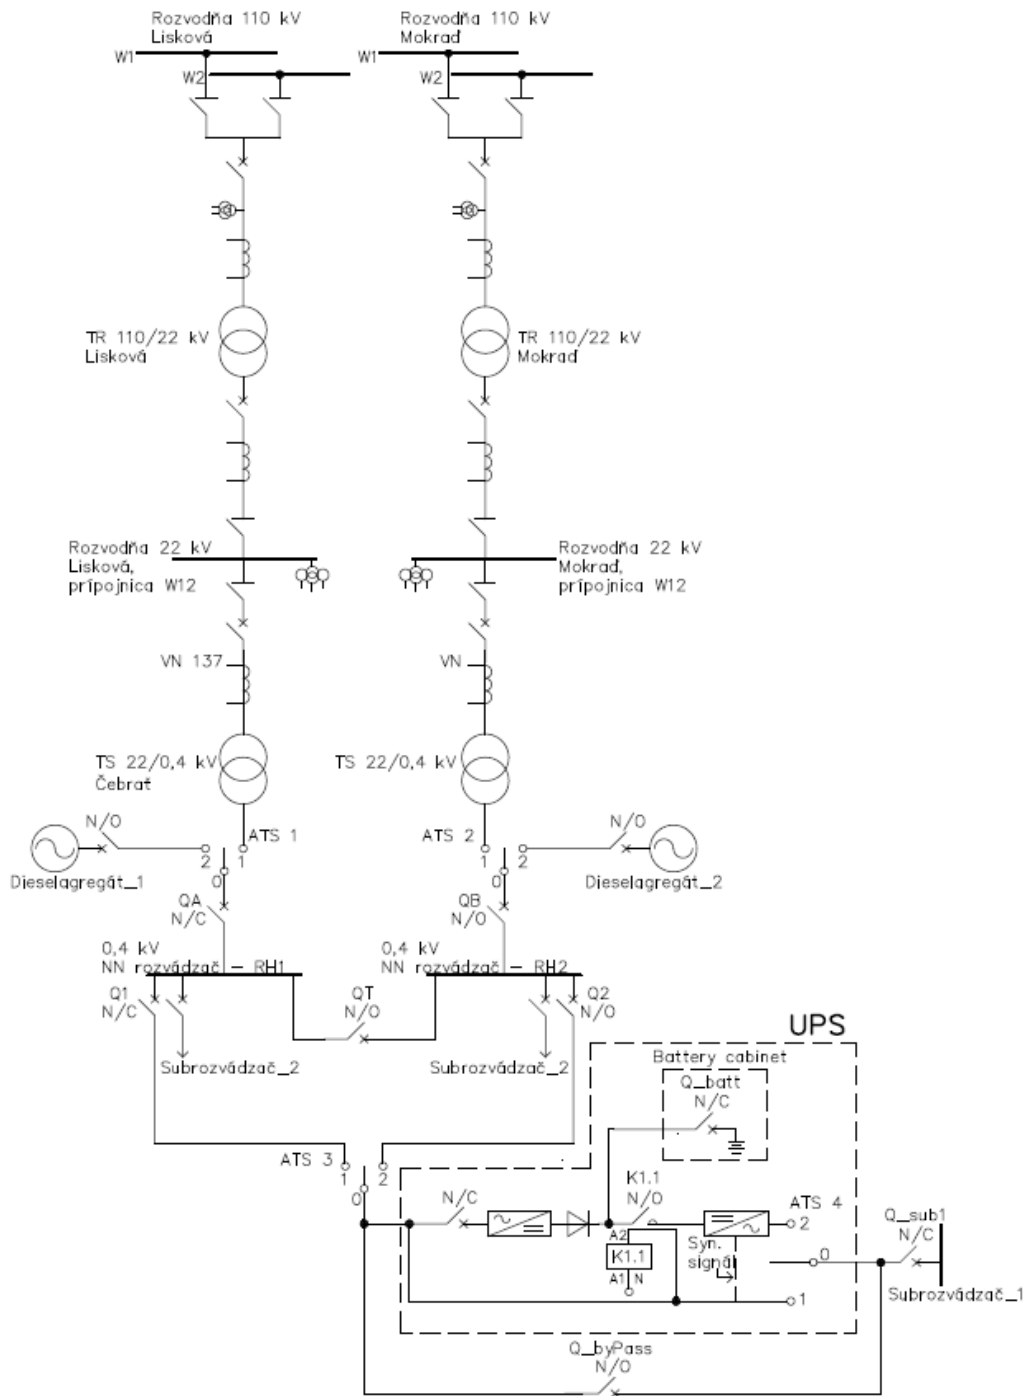 Rozvodňa 110 kV
Lisková
W1
W2
Rozvodňa 110 kV
Mokraď
W1
W2
TR 110/22 kV
Lisková
TR 110/22 kV
Mokraď
Rozvodňa 22 kV
Lisková,
prípojnica W12
Rozvodňa 22 kV
Mokraď,
prípojnica W12
VN 137
VN
TS 22/0,4 kV
Čebrať
TS 22/0,4 kV
N/O
ATS 1
2
1
0
Dieselagregát_1
ATS 2
N/O
1
2
0
Dieselagregát_2
QA
N/C
QB
N/O
0,4 kV
NN rozvádzač - RH1
0,4 kV
NN rozvádzač - RH2
Q1
N/C
QT
N/O
Q2
N/O
Subrozvádzač_2
Subrozvádzač_2
UPS
Battery cabinet
Q_batt
N/C
ATS 3
1
2
0
N/C
K1.1
N/O
A2
K1.1
A1
N
Syn.
signál
ATS 4
2
0
1
Q_sub1
N/C
Subrozvádzač_1
Q_byPass
N/O